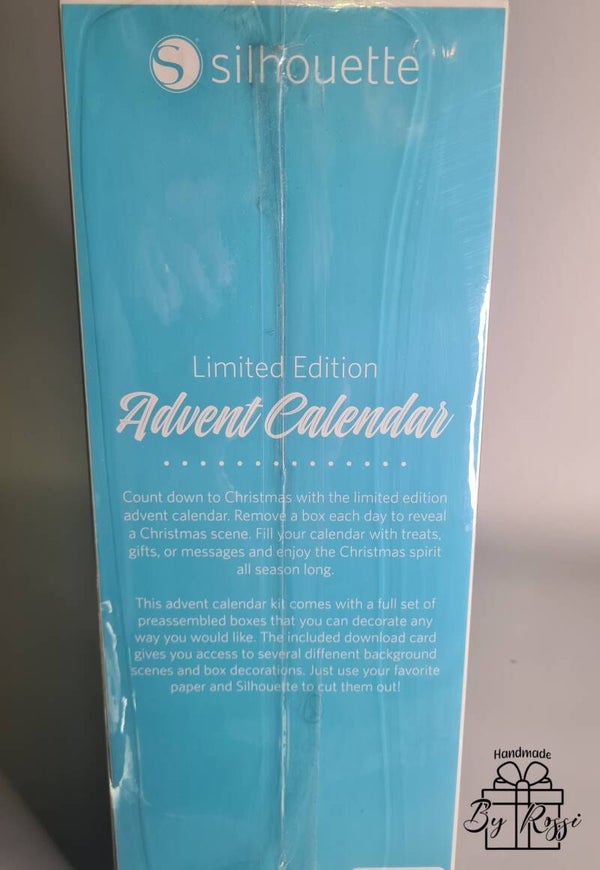 silhouette
Limited Edition
Advent Calendar
Count down to Christmas with the limited edition
advent calendar. Remove a box each day to reveal
a Christmas scene. Fill your calendar with treats,
gifts, or messages and enjoy the Christmas spirit
all season long.
This advent calendar kit comes with a full set of
preassembled boxes that you can decorate any
way you would like. The included download card
gives you access to several differenent background
scenes and box decorations. Just use your favorite
paper and Silhouette to cut them out!
Handmade
By Rossi